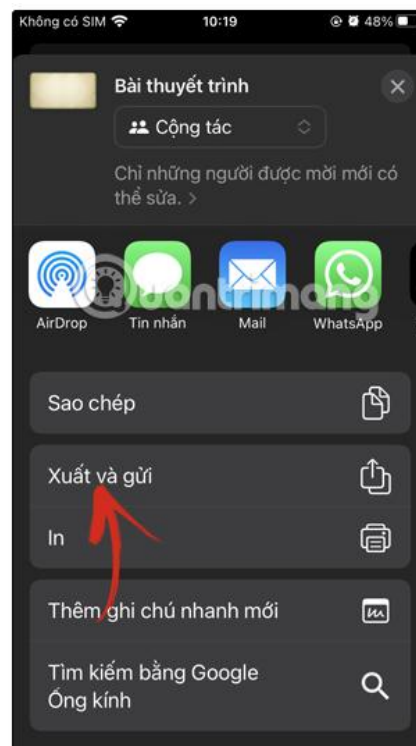 Không có SIM 10:19 48%
Bài thuyết trình
Cộng tác
Chỉ những người được mời mới có
thể sửa. >
Quantrimang
AirDrop Tin nhắn Mail WhatsApp
Sao chép
Xuất và gửi
In
Thêm ghi chú nhanh mới
Tìm kiếm bằng Google
Ống kính